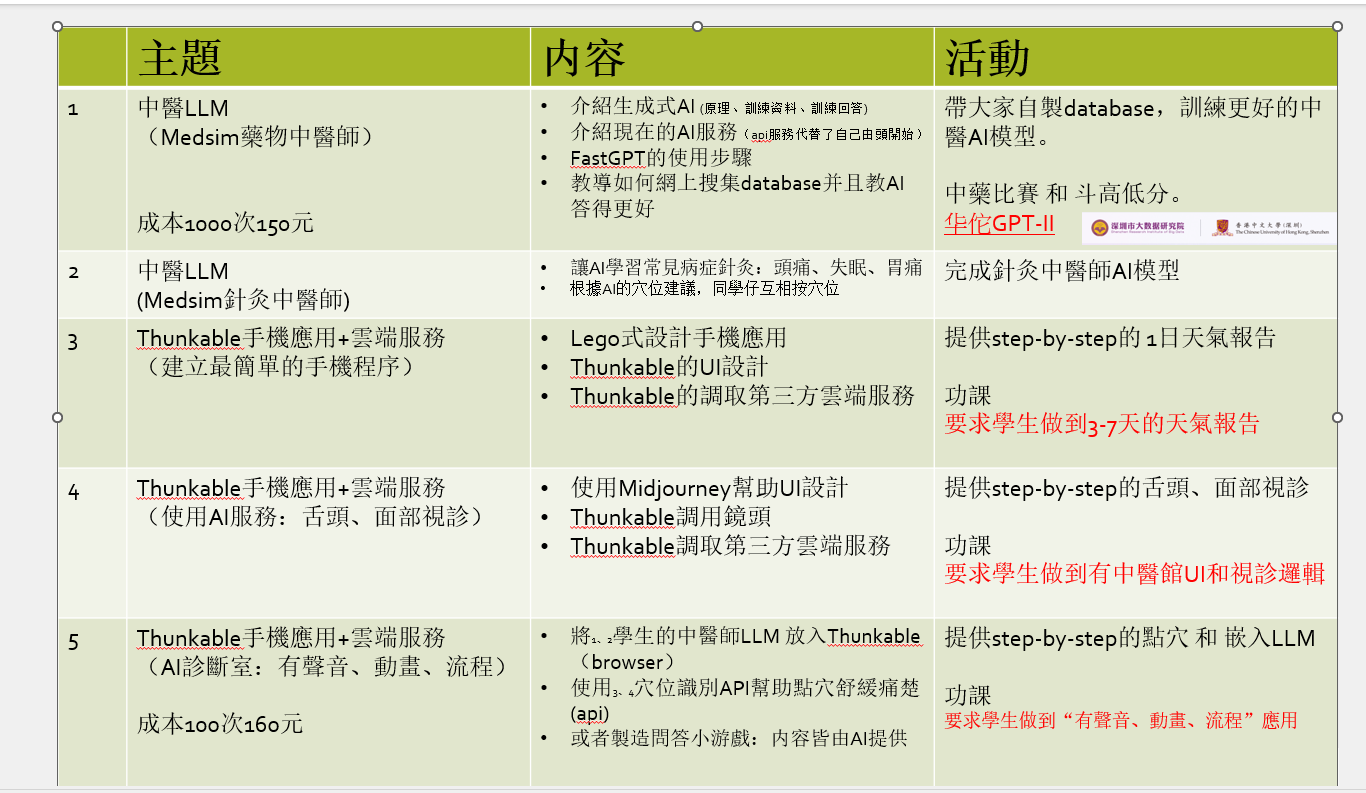 主題
内容
活動
1
中醫LLM
（Medsim藥物中醫師）
成本1000次150元
• 介紹生成式AI (原理、訓練資料、訓練回答)
• 介紹現在的AI服務（api服務代替了自己由頭開始）
• FastGPT的使用步驟
• 教導如何網上搜集database并且教AI
答得更好
帶大家自製database，訓練更好的中
醫AI模型。
中藥比賽 和 斗高低分。
华佗GPT-II
深圳市大数据研究院
Shenzhen Research Institute of Big Data
香港中文大學(深圳)
The Chinese University of Hong Kong, Shenzhen
2
中醫LLM
(Medsim針灸中醫師)
• 讓AI學習常見病症針灸：頭痛、失眠、胃痛
• 根據AI的穴位建議，同學仔互相按穴位
完成針灸中醫師AI模型
3
Thunkable手機應用+雲端服務
（建立最簡單的手機程序）
• Lego式設計手機應用
• Thunkable的UI設計
• Thunkable的調取第三方雲端服務
提供step-by-step的 1日天氣報告
功課
要求學生做到3-7天的天氣報告
4
Thunkable手機應用+雲端服務
（使用AI服務：舌頭、面部視診）
• 使用Midjourney幫助UI設計
• Thunkable調用鏡頭
• Thunkable調取第三方雲端服務
提供step-by-step的舌頭、面部視診
功課
要求學生做到有中醫館UI和視診邏輯
5
Thunkable手機應用+雲端服務
（AI診斷室：有聲音、動畫、流程）
成本100次160元
• 將1、2學生的中醫師LLM 放入Thunkable
（browser）
• 使用3、4穴位識別API幫助點穴舒緩痛楚
(api)
• 或者製造問答小游戲：内容皆由AI提供
提供step-by-step的點穴 和 嵌入LLM
功課
要求學生做到“有聲音、動畫、流程”應用